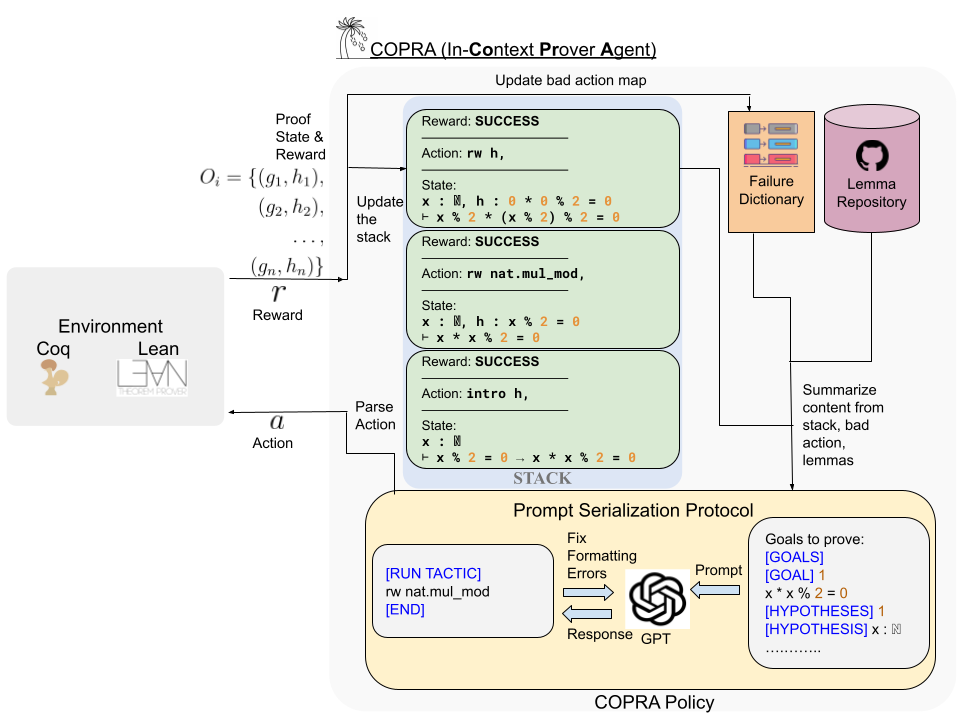 COPRA (In-Context Prover Agent)
Update bad action map
Proof
State &
Reward
O_i = {(g_1, h_1),
(g_2, h_2),
...,
(g_n, h_n)}
r
Reward
Update
the
stack
Reward: SUCCESS
Action: rw h,
State:
x : ℕ, h : 0 * 0 % 2 = 0
⊢ x % 2 * (x % 2) % 2 = 0
Reward: SUCCESS
Action: rw nat.mul_mod,
State:
x : ℕ, h : x % 2 = 0
⊢ x * x % 2 = 0
Reward: SUCCESS
Action: intro h,
State:
x : ℕ
⊢ x % 2 = 0 → x * x % 2 = 0
STACK
Failure
Dictionary
Lemma
Repository
Environment
Coq
Lean
LEAN
THEOREM PROVER
a
Action
Parse
Action
Summarize
content from
stack, bad
action,
lemmas
Prompt Serialization Protocol
[RUN TACTIC]
rw nat.mul_mod
[END]
Fix
Formatting
Errors
Response
GPT
Prompt
Goals to prove:
[GOALS]
[GOAL] 1
x * x % 2 = 0
[HYPOTHESES] 1
[HYPOTHESIS] x : ℕ
............
COPRA Policy